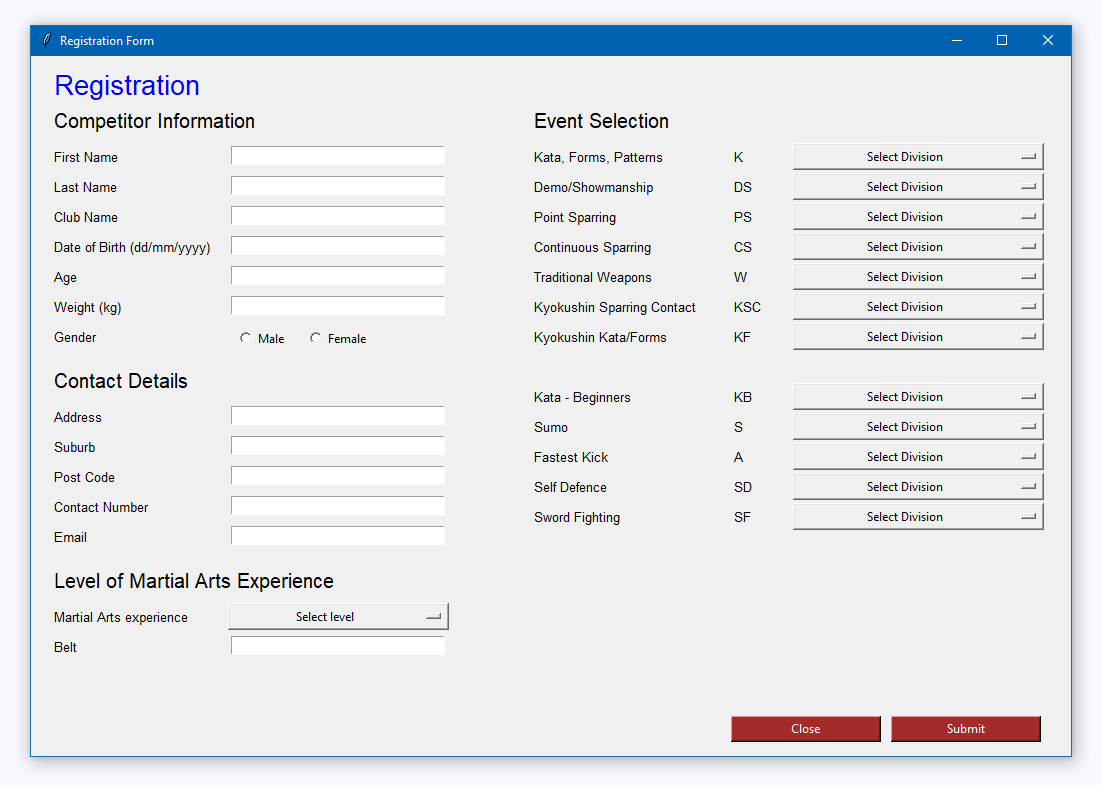 Registration Form
Registration
Competitor Information
First Name
Last Name
Club Name
Date of Birth (dd/mm/yyyy)
Age
Weight (kg)
Gender Male Female
Contact Details
Address
Suburb
Post Code
Contact Number
Email
Level of Martial Arts Experience
Martial Arts experience Select level
Belt
Event Selection
Kata, Forms, Patterns K Select Division
Demo/Showmanship DS Select Division
Point Sparring PS Select Division
Continuous Sparring CS Select Division
Traditional Weapons W Select Division
Kyokushin Sparring Contact KSC Select Division
Kyokushin Kata/Forms KF Select Division
Kata - Beginners KB Select Division
Sumo S Select Division
Fastest Kick A Select Division
Self Defence SD Select Division
Sword Fighting SF Select Division
Close Submit